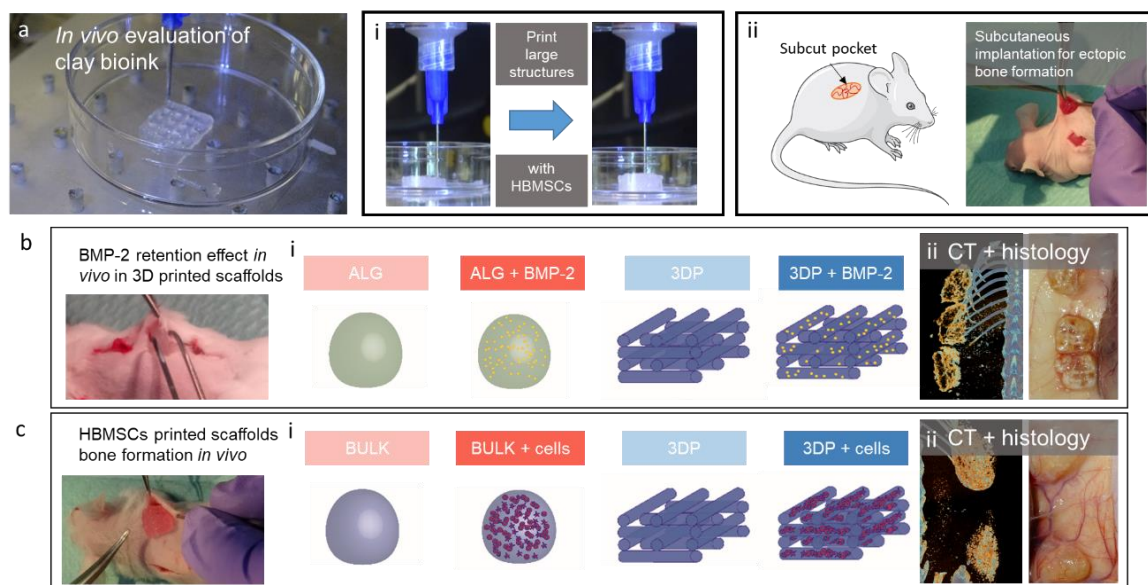 a
In vivo evaluation of
clay bioink
i
Print
large
structures
with
HBMSCs
ii
Subcut pocket
Subcutaneous
implantation for ectopic
bone formation
b
BMP-2 retention effect in
vivo in 3D printed scaffolds
i
ALG
ALG + BMP-2
3DP
3DP + BMP-2
ii CT + histology
c
HBMSCs printed scaffolds
bone formation in vivo
i
BULK
BULK + cells
3DP
3DP + cells
ii CT + histology